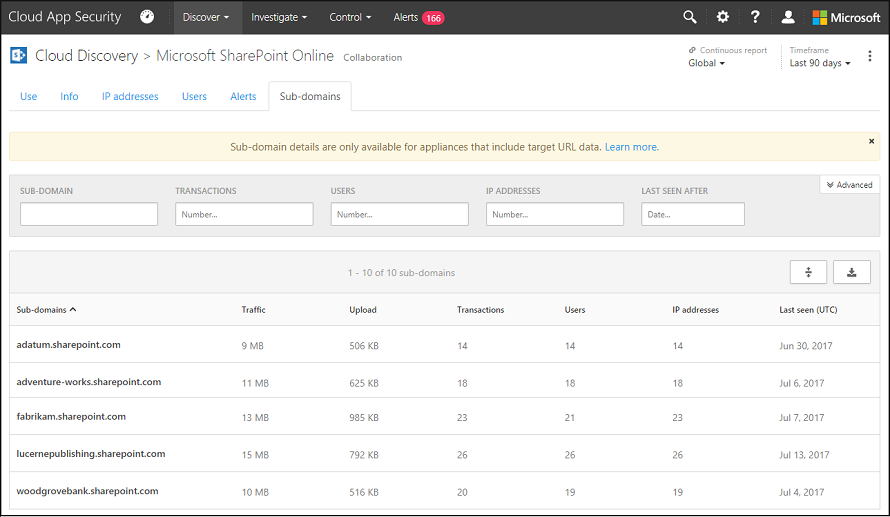 Cloud App Security Discover Investigate Control Alerts 166 ? Microsoft
Cloud Discovery > Microsoft SharePoint Online Collaboration
Continuous report
Global
Timeframe
Last 90 days
Use Info IP addresses Users Alerts Sub-domains
Sub-domain details are only available for appliances that include target URL data. Learn more.
Advanced
SUB-DOMAIN TRANSACTIONS USERS IP ADDRESSES LAST SEEN AFTER
Number... Number... Number... Date...
1 - 10 of 10 sub-domains
Sub-domains Traffic Upload Transactions Users IP addresses Last seen (UTC)
adatum.sharepoint.com 9 MB 506 KB 14 14 14 Jun 30, 2017
adventure-works.sharepoint.com 11 MB 625 KB 18 18 18 Jul 6, 2017
fabrikam.sharepoint.com 13 MB 985 KB 23 21 23 Jul 7, 2017
lucernepublishing.sharepoint.com 15 MB 792 KB 26 26 26 Jul 13, 2017
woodgrovebank.sharepoint.com 10 MB 516 KB 20 19 19 Jul 4, 2017